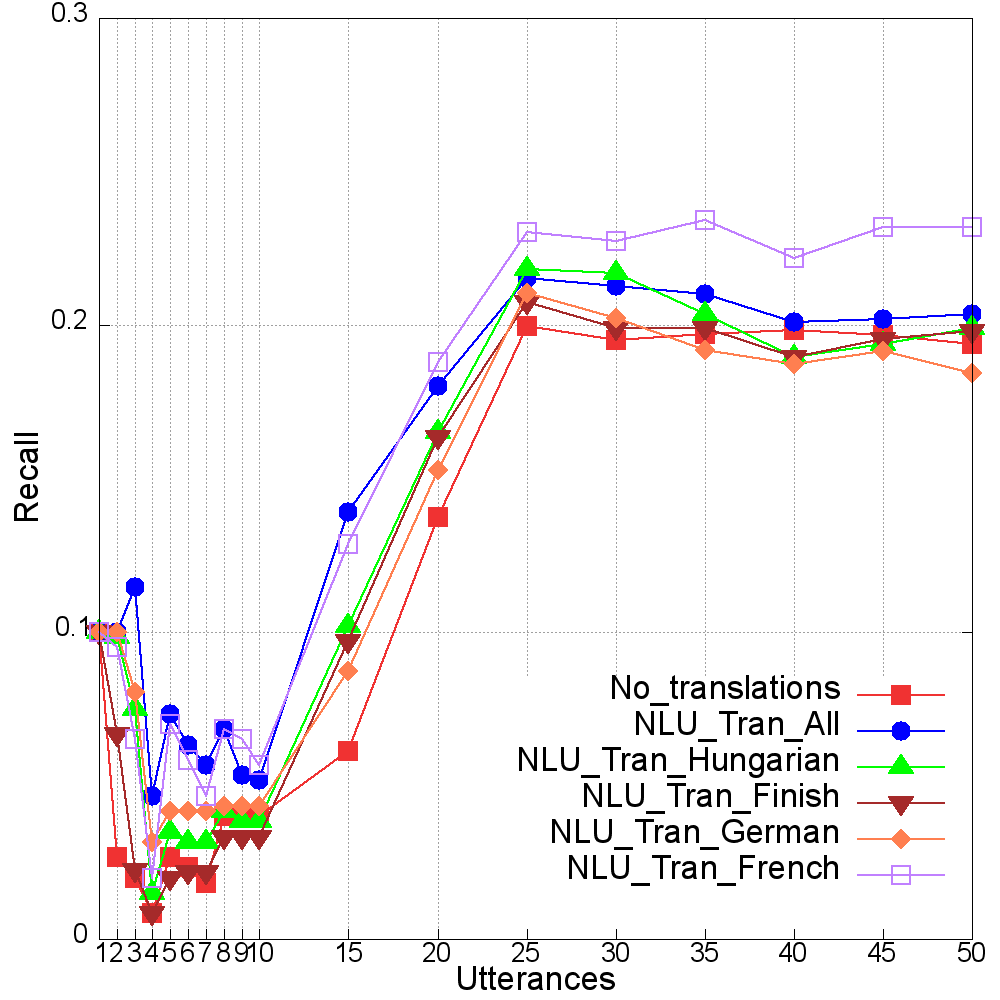 0.3
0.2
0.1
0
Recall
No_translations
NLU_Tran_All
NLU_Tran_Hungarian
NLU_Tran_Finish
NLU_Tran_German
NLU_Tran_French
1 2 3 4 5 6 7 8 9 10 15 20 25 30 35 40 45 50
Utterances